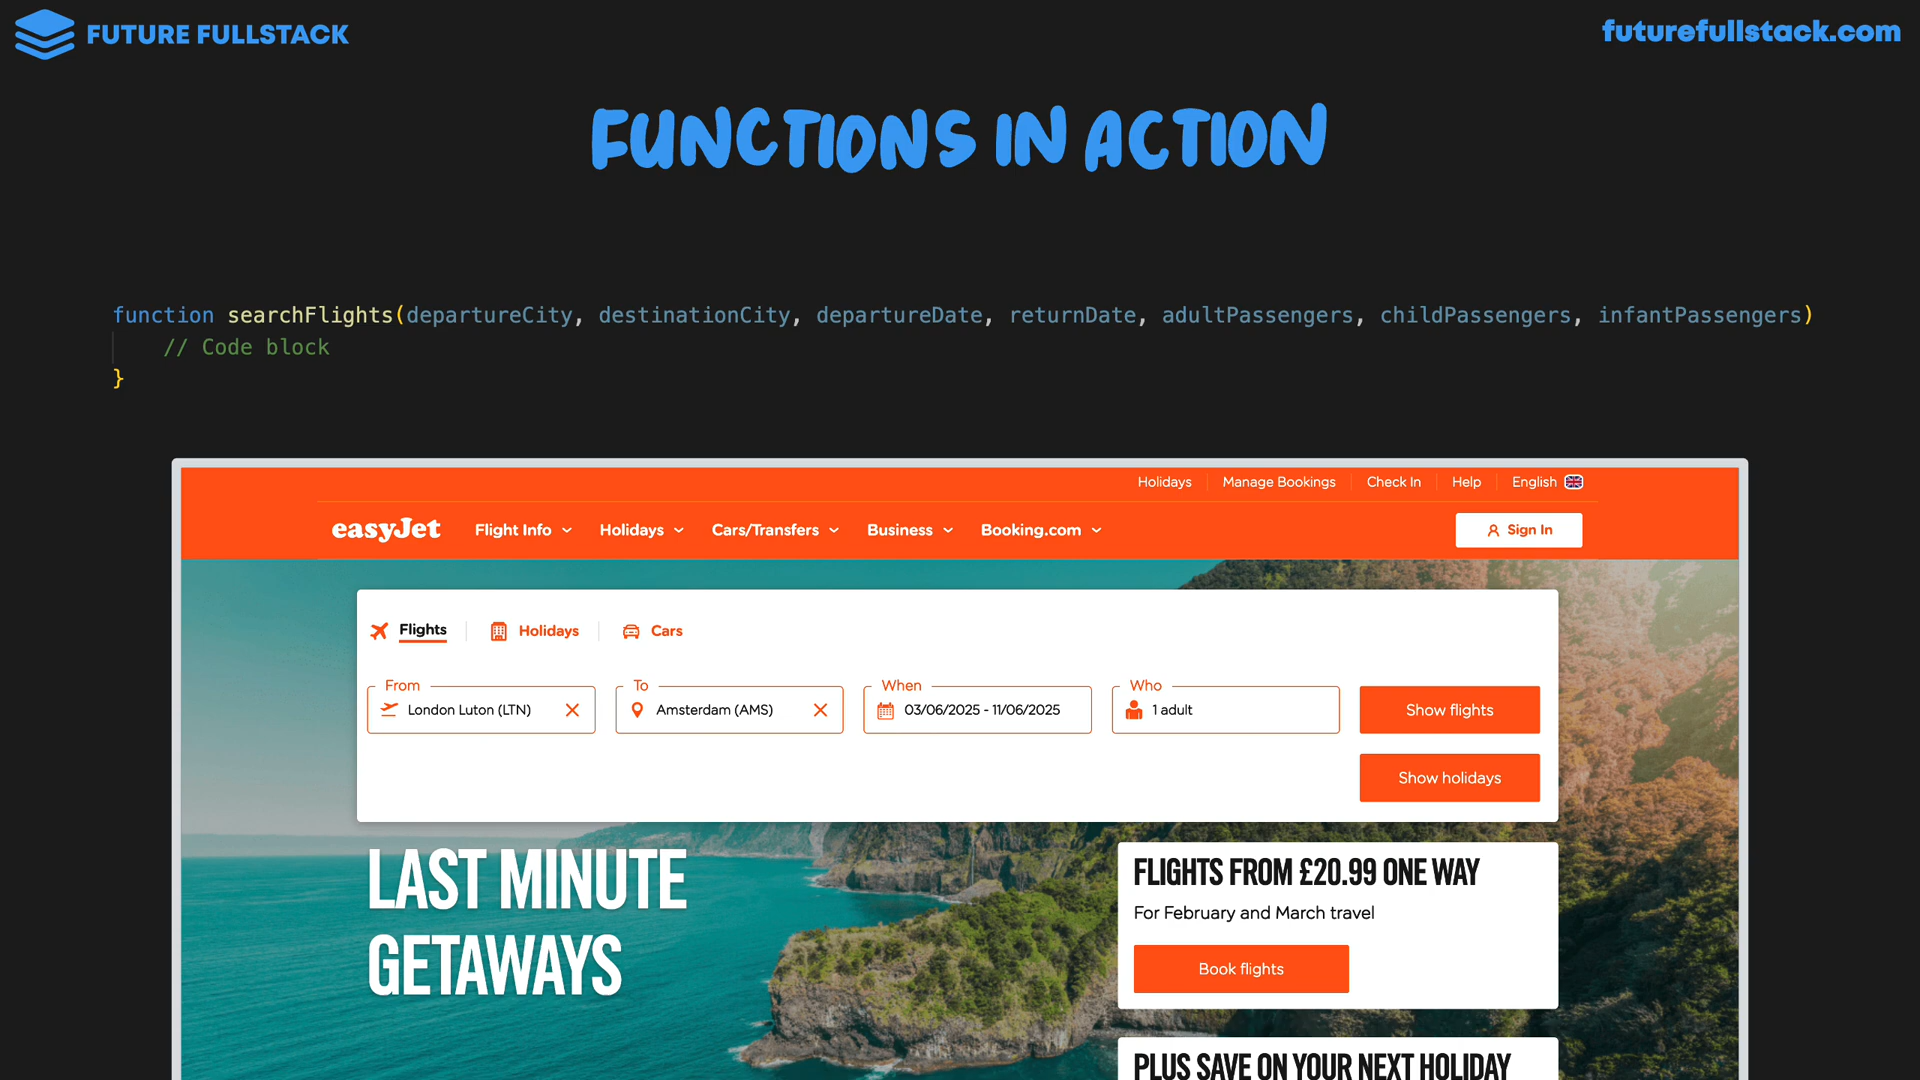 FUTURE FULLSTACK
futurefullstack.com
FUNCTIONS IN ACTION
function searchFlights(departureCity, destinationCity, departureDate, returnDate, adultPassengers, childPassengers, infantPassengers)
// Code block
}
Holidays Manage Bookings Check In Help English
easyJet Flight Info Holidays Cars/Transfers Business Booking.com Sign In
Flights Holidays Cars
From To When Who
London Luton (LTN) Amsterdam (AMS) 03/06/2025 - 11/06/2025 1 adult Show flights
Show holidays
LAST MINUTE
GETAWAYS
FLIGHTS FROM £20.99 ONE WAY
For February and March travel
Book flights
PLUS SAVE ON YOUR NEXT HOLIDAY